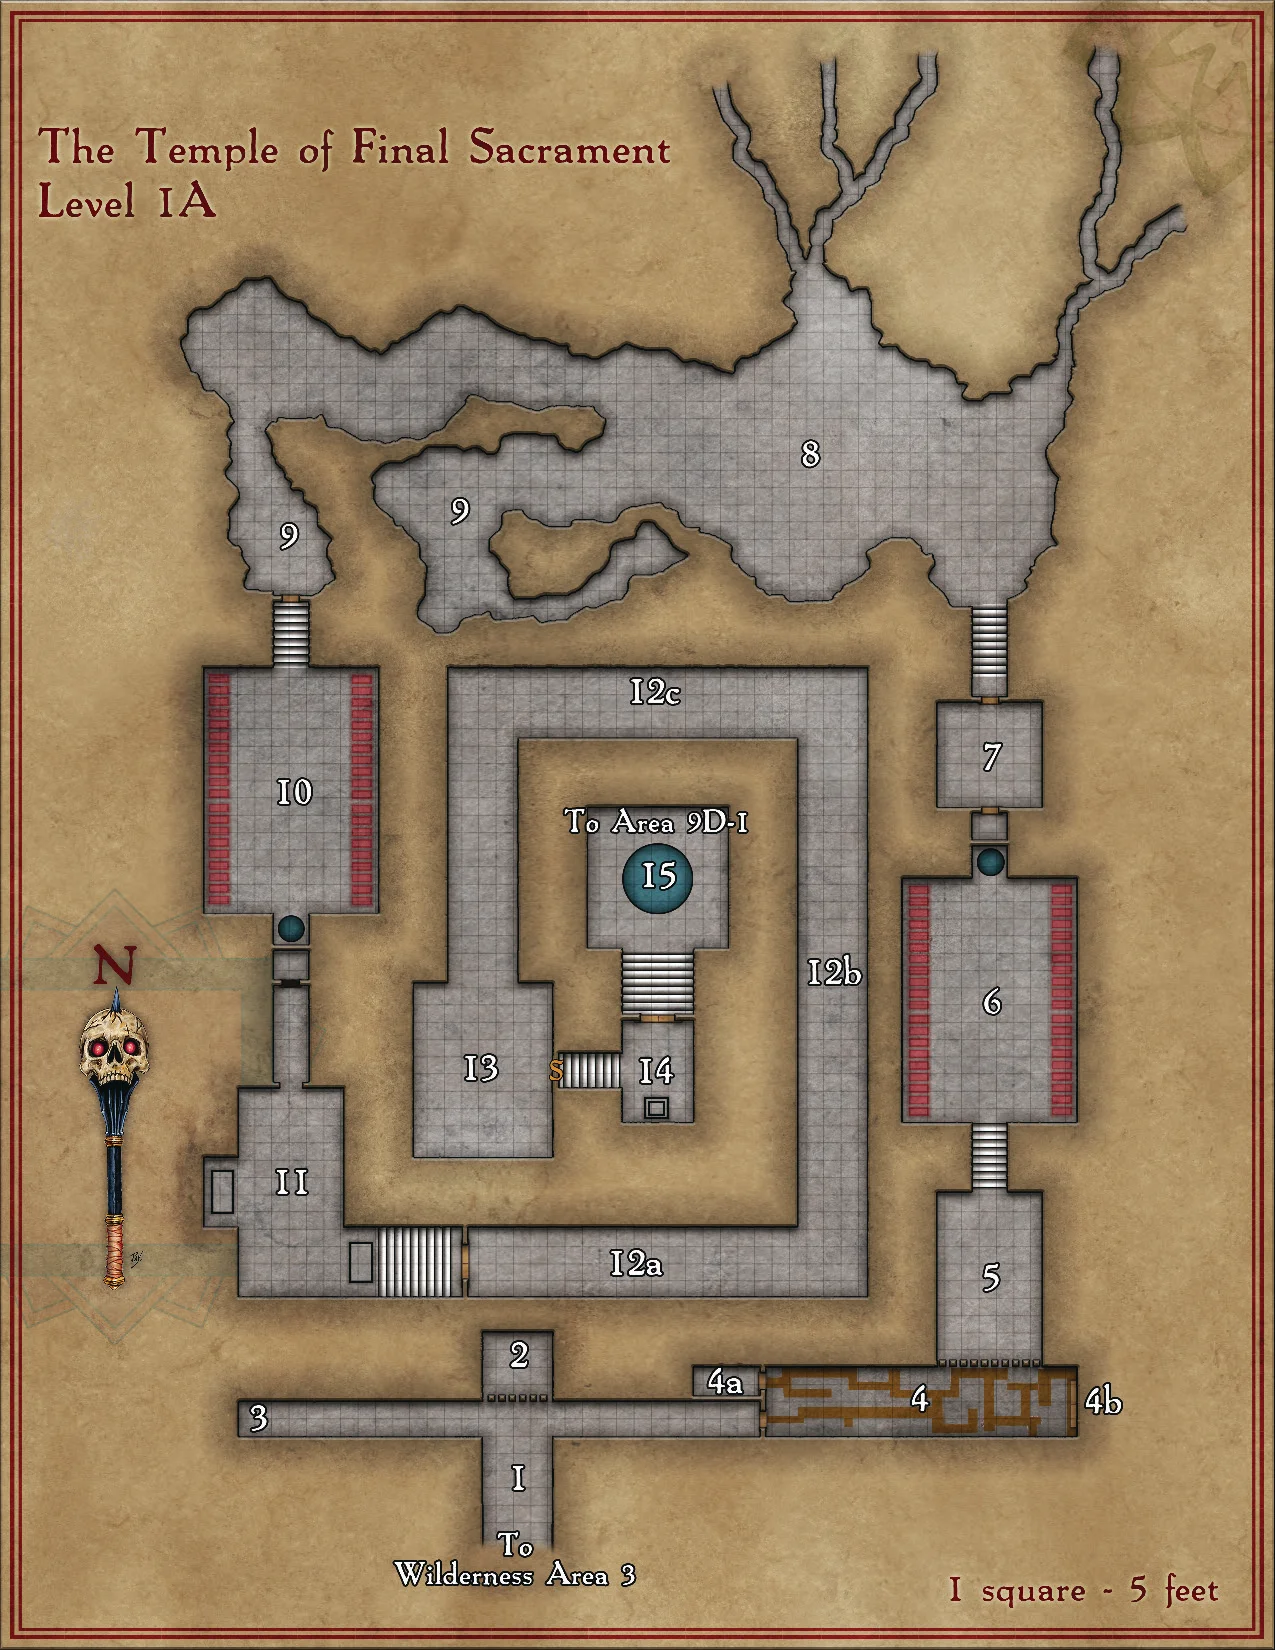 The Temple of Final Sacrament
Level 1A
8
9
9
12c
7
10
To Area 9D-1
15
12b
N
6
13
S
14
11
12a
5
2
4a
4
4b
3
1
To
Wilderness Area 3
1 square - 5 feet